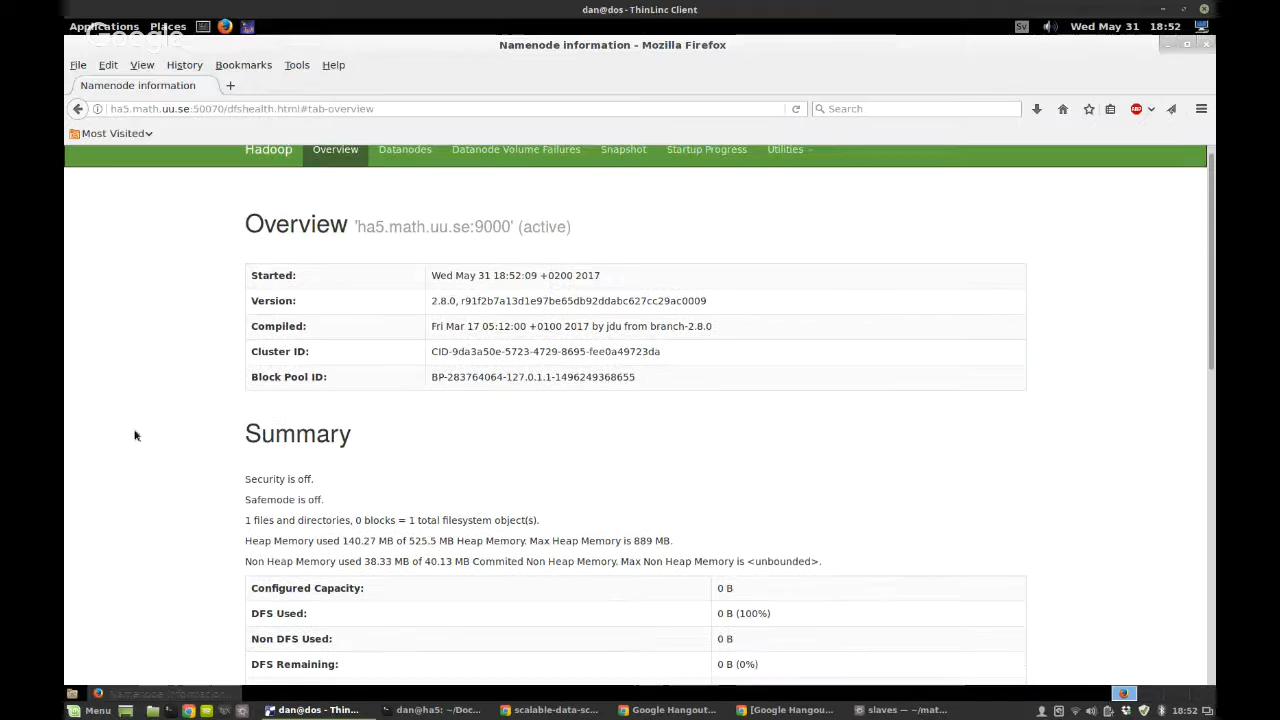 dan@dos - ThinLinc Client
Applications Places Sv Wed May 31 18:52
Google
Namenode information - Mozilla Firefox
File Edit View History Bookmarks Tools Help
Namenode information
ha5.math.uu.se:50070/dfshealth.html#tab-overview Search
Most Visited
Hadoop Overview Datanodes Datanode Volume Failures Snapshot Startup Progress Utilities
Overview 'ha5.math.uu.se:9000' (active)
Started: Wed May 31 18:52:09 +0200 2017
Version: 2.8.0, r91f2b7a13d1e97be65db92ddabc627cc29ac0009
Compiled: Fri Mar 17 05:12:00 +0100 2017 by jdu from branch-2.8.0
Cluster ID: CID-9da3a50e-5723-4729-8695-fee0a49723da
Block Pool ID: BP-283764064-127.0.1.1-1496249368655
Summary
Security is off.
Safemode is off.
1 files and directories, 0 blocks = 1 total filesystem object(s).
Heap Memory used 140.27 MB of 525.5 MB Heap Memory. Max Heap Memory is 889 MB.
Non Heap Memory used 38.33 MB of 40.13 MB Commited Non Heap Memory. Max Non Heap Memory is <unbounded>.
Configured Capacity: 0 B
DFS Used: 0 B (100%)
Non DFS Used: 0 B
DFS Remaining: 0 B (0%)
Namenode information
Menu dan@dos - Thin... dan@ha5: ~/Doc... scalable-data-sc... Google Hangout... [Google Hangou... slaves — ~/mat... 18:52